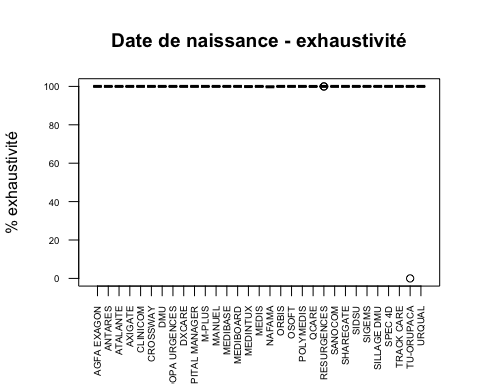 Date de naissance - exhaustivité
% exhaustivité
100
80
60
40
20
0
AGFA EXAGON
ANTARES
ATALANTE
AXIGATE
CLINICOM
CROSSWAY
DMU
OPA URGENCES
DXCARE
PITAL MANAGER
M-PLUS
MANUEL
MEDIBASE
MEDIBOARD
MEDINTUX
MEDIS
NAFAMA
ORBIS
OSOFT
POLYMEDIS
QCARE
RESURGENCES
SANOCOM
SHAREGATE
SIDSU
SIGEMS
SILLAGE DMU
SPEC 4D
TRACK CARE
TU-ORUPACA
URQUAL